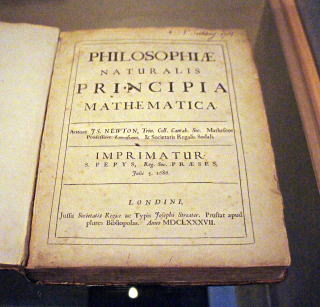 PHILOSOPHIÆ
NATURALIS
PRINCIPIA
MATHEMATICA.
Autore J S. NEWTON, Trin. Coll. Cantab. Soc. Matheseos
Professore Lucasiano, & Societatis Regalis Sodali.
IMPRIMATUR.
S. PEPYS, Reg. Soc. PRÆSES.
Julii 5. 1686.
LONDINI,
Jussu Societatis Regiæ ac Typis Josephi Streater. Prostat apud
plures Bibliopolas. Anno MDCLXXXVII.